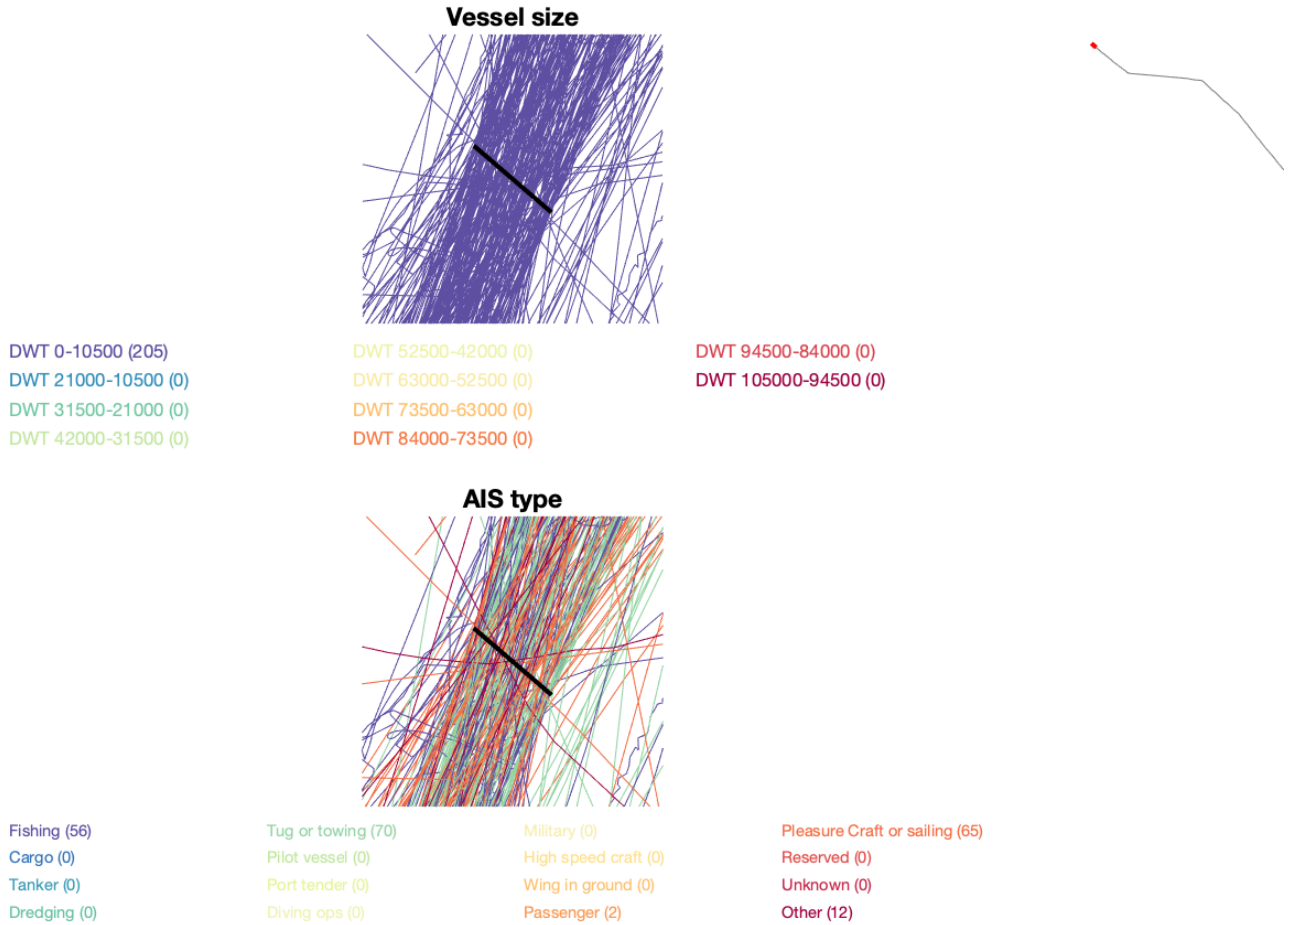 Vessel size
DWT 0-10500 (205)
DWT 52500-42000 (0)
DWT 94500-84000 (0)
DWT 21000-10500 (0)
DWT 63000-52500 (0)
DWT 105000-94500 (0)
DWT 31500-21000 (0)
DWT 73500-63000 (0)
DWT 42000-31500 (0)
DWT 84000-73500 (0)
AIS type
Fishing (56)
Tug or towing (70)
Military (0)
Pleasure Craft or sailing (65)
Cargo (0)
Pilot vessel (0)
High speed craft (0)
Reserved (0)
Tanker (0)
Port tender (0)
Wing in ground (0)
Unknown (0)
Dredging (0)
Diving ops (0)
Passenger (2)
Other (12)